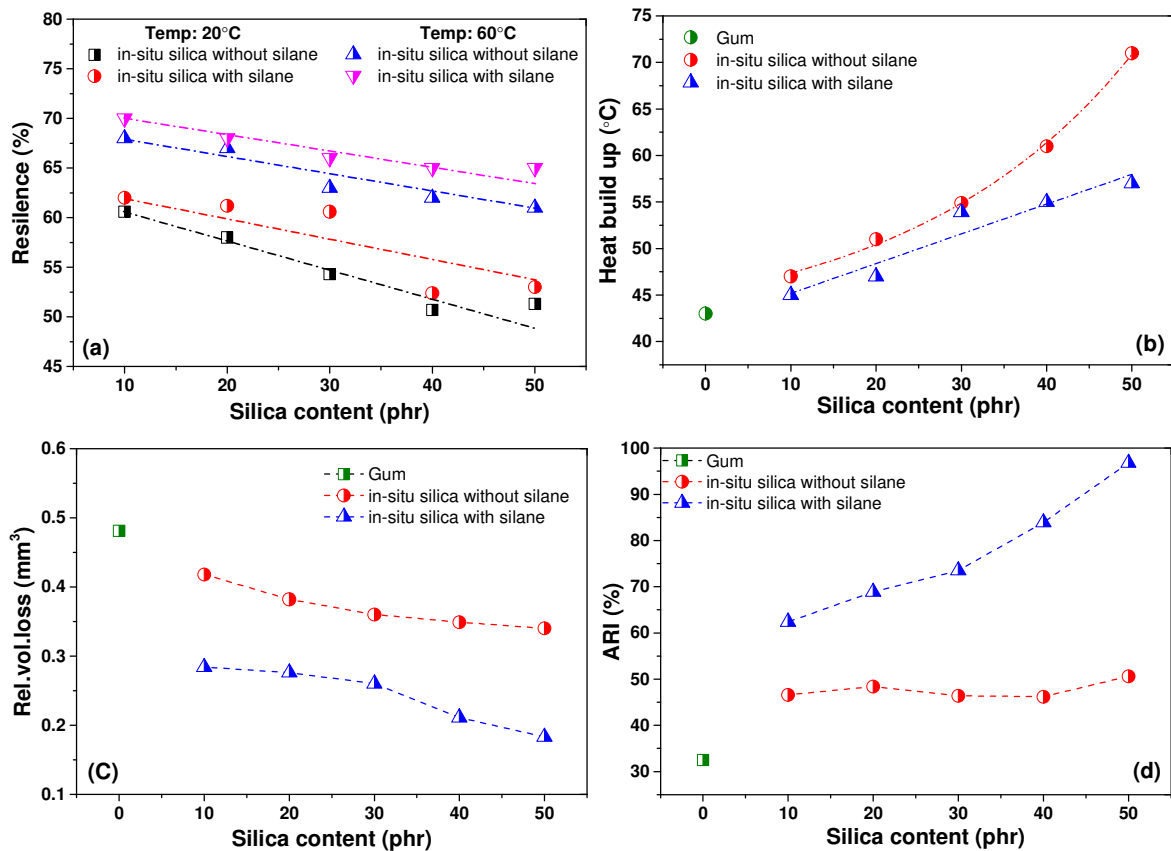 Temp: 20°C Temp: 60°C
in-situ silica without silane in-situ silica without silane
in-situ silica with silane in-situ silica with silane
80
75
70
65
60
55
50
45
Resilence (%)
(a)
10 20 30 40 50
Silica content (phr)
Gum
in-situ silica without silane
in-situ silica with silane
75
70
65
60
55
50
45
40
Heat build up (°C)
(b)
0 10 20 30 40 50
Silica content (phr)
Gum
in-situ silica without silane
in-situ silica with silane
0.6
0.5
0.4
0.3
0.2
0.1
Rel.vol.loss (mm³)
(C)
0 10 20 30 40 50
Silica content (phr)
Gum
in-situ silica without silane
in-situ silica with silane
100
90
80
70
60
50
40
30
ARI (%)
(d)
0 10 20 30 40 50
Silica content (phr)